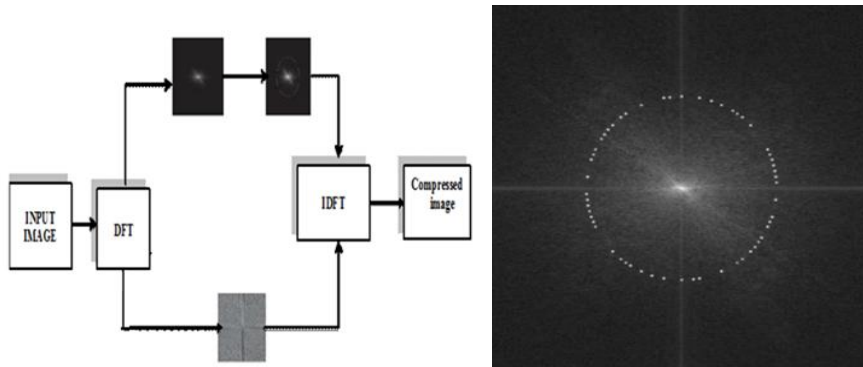 INPUT
IMAGE
DFT
IDFT
Compressed
image